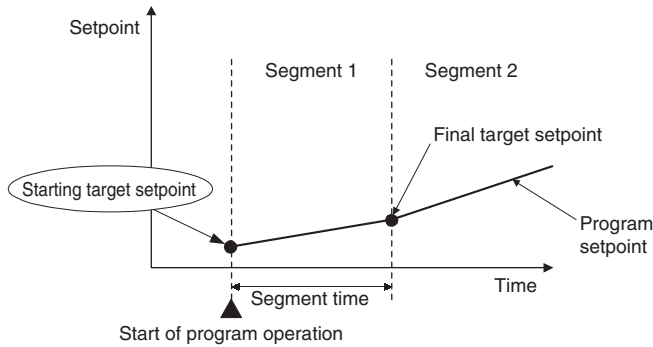 Setpoint
Segment 1
Segment 2
Final target setpoint
Starting target setpoint
Program
setpoint
Time
Segment time
Start of program operation